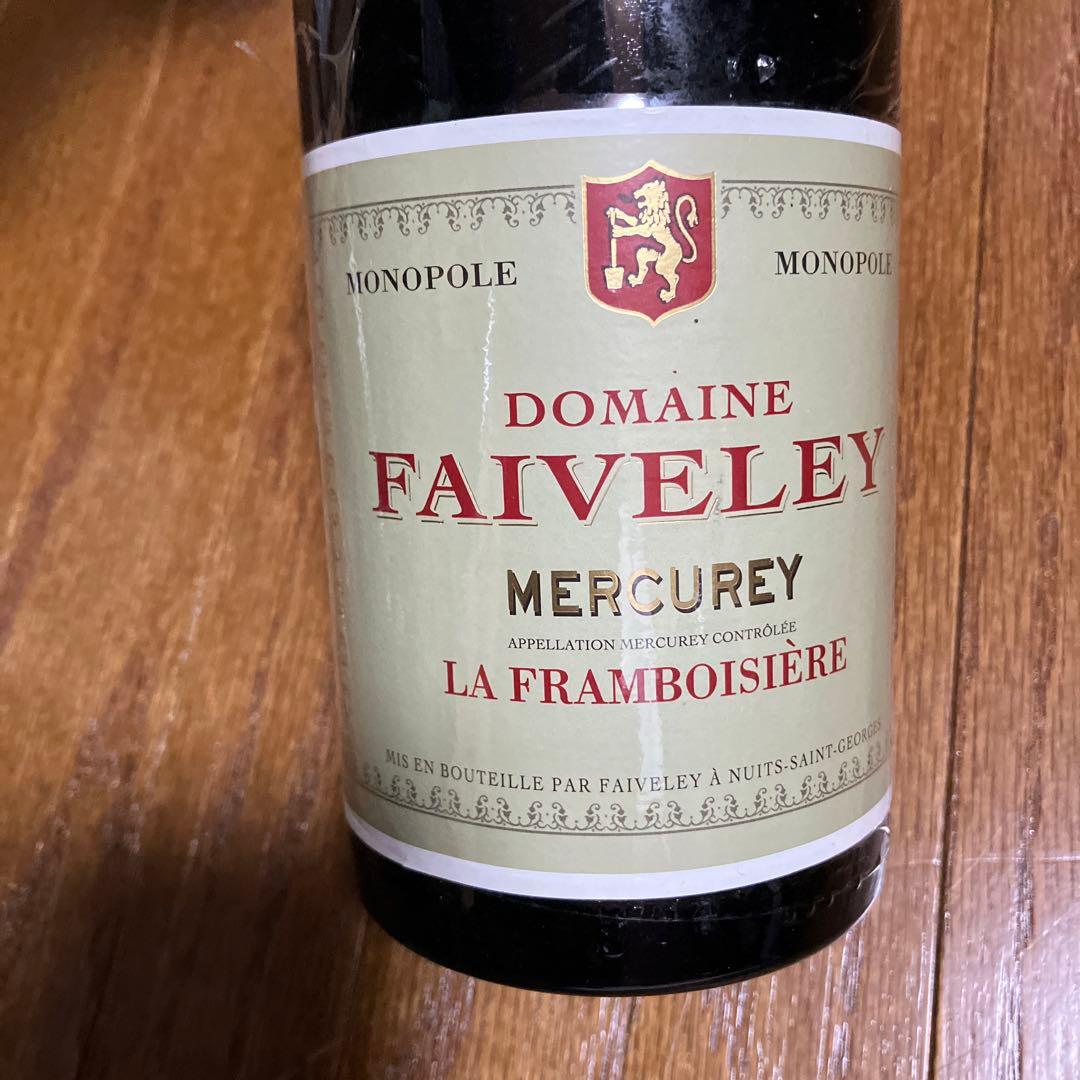 MONOPOLE MONOPOLE
DOMAINE
FAIVELEY
MERCUREY
APPELLATION MERCUREY CONTRÔLÉE
LA FRAMBOISIÈRE
MIS EN BOUTEILLE PAR FAIVELEY À NUITS-SAINT-GEORGES